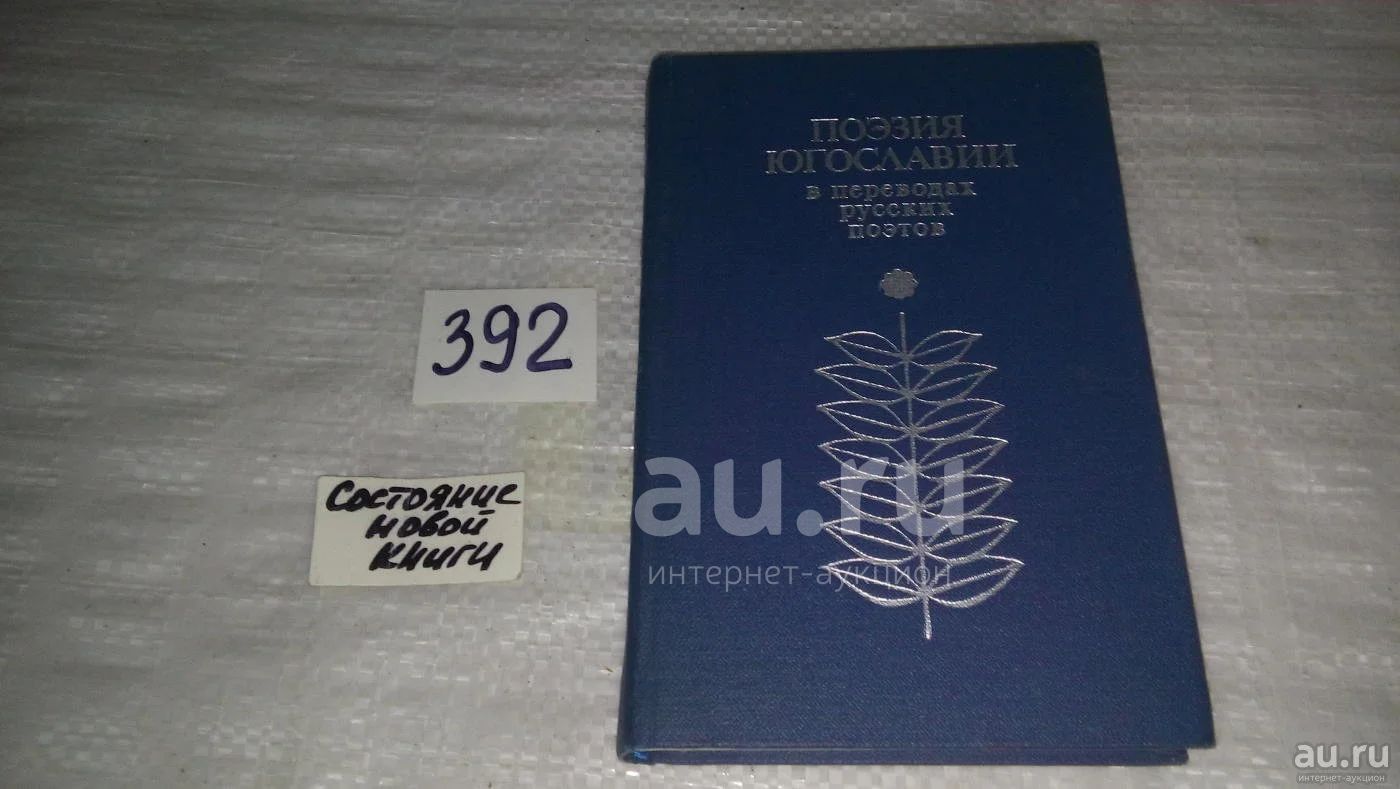 ПОЭЗИЯ
ЮГОСЛАВИИ
в переводах
русских
поэтов
392
Состояние
новой
книги
au.ru
интернет-аукцион
au.ru
интернет-аукцион